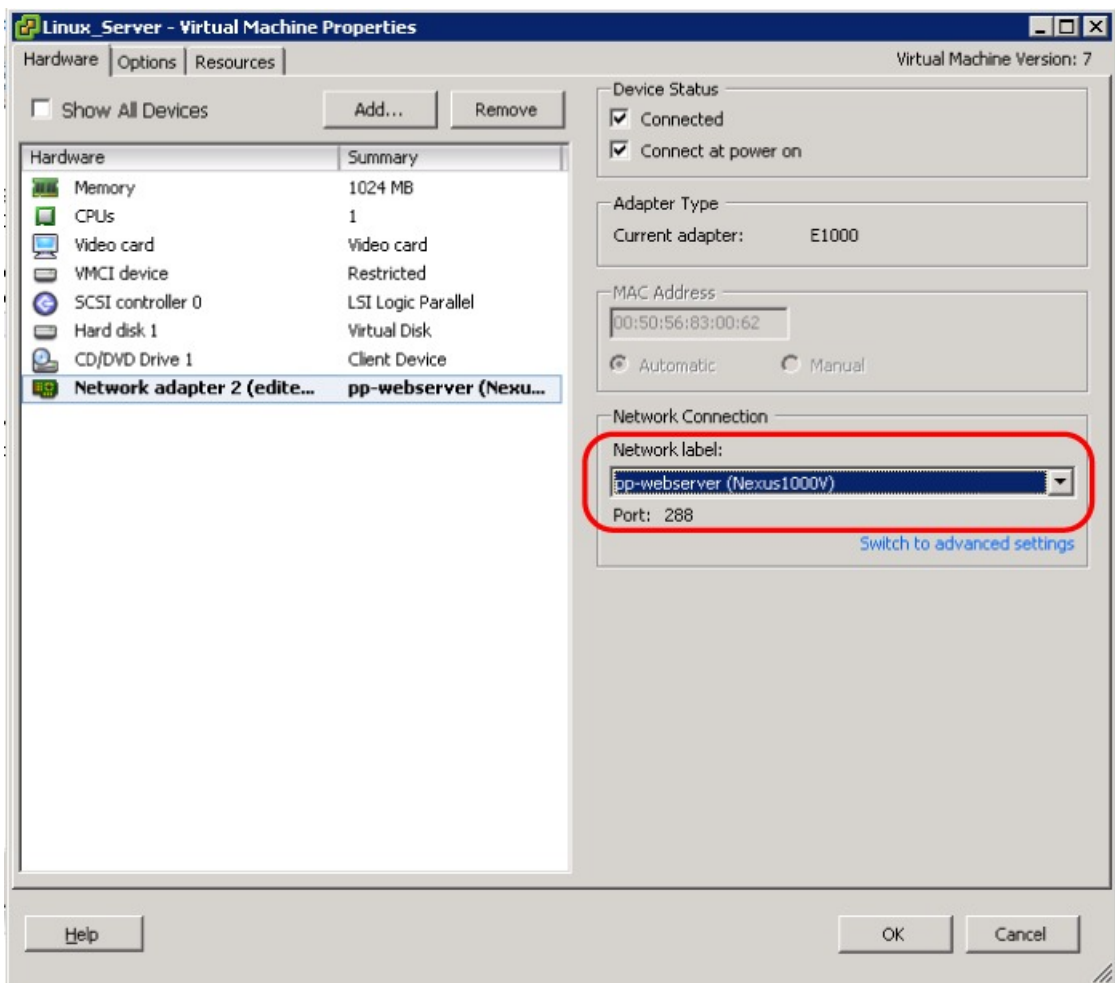 Linux_Server - Virtual Machine Properties
Hardware Options Resources
Virtual Machine Version: 7
Show All Devices
Add...
Remove
Hardware Summary
Memory 1024 MB
CPUs 1
Video card Video card
VMCI device Restricted
SCSI controller 0 LSI Logic Parallel
Hard disk 1 Virtual Disk
CD/DVD Drive 1 Client Device
Network adapter 2 (edite... pp-webserver (Nexu...
Device Status
Connected
Connect at power on
Adapter Type
Current adapter: E1000
MAC Address
00:50:56:83:00:62
Automatic Manual
Network Connection
Network label:
pp-webserver (Nexus1000V)
Port: 288
Switch to advanced settings
Help
OK
Cancel